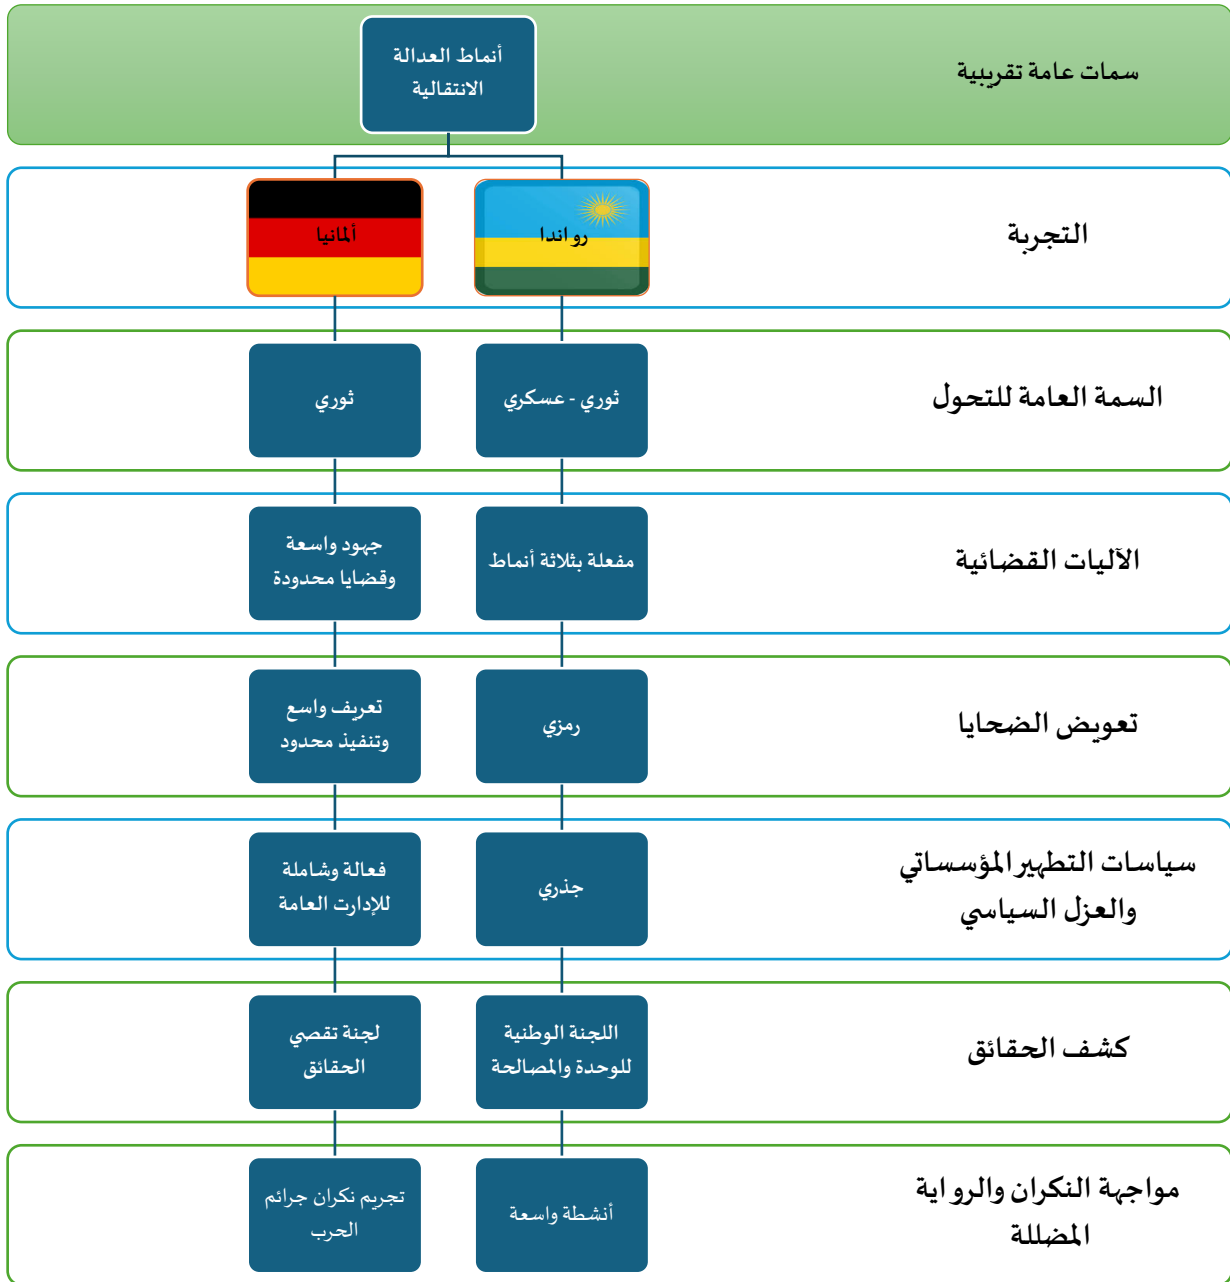 سمات عامة تقريبية
أنماط العدالة
الانتقالية
التجربة
رواندا
ألمانيا
السمة العامة للتحول
ثوري - عسكري
ثوري
الآليات القضائية
مفعلة بثلاثة أنماط
جهود واسعة
وقضايا محدودة
تعويض الضحايا
رمزي
تعريف واسع
وتنفيذ محدود
سياسات التطهير المؤسساتي
والعزل السياسي
جذري
فعالة وشاملة
للإدارت العامة
كشف الحقائق
اللجنة الوطنية
للوحدة والمصالحة
لجنة تقصي
الحقائق
مواجهة النكران والرواية
المضللة
أنشطة واسعة
تجريم نكران جرائم
الحرب